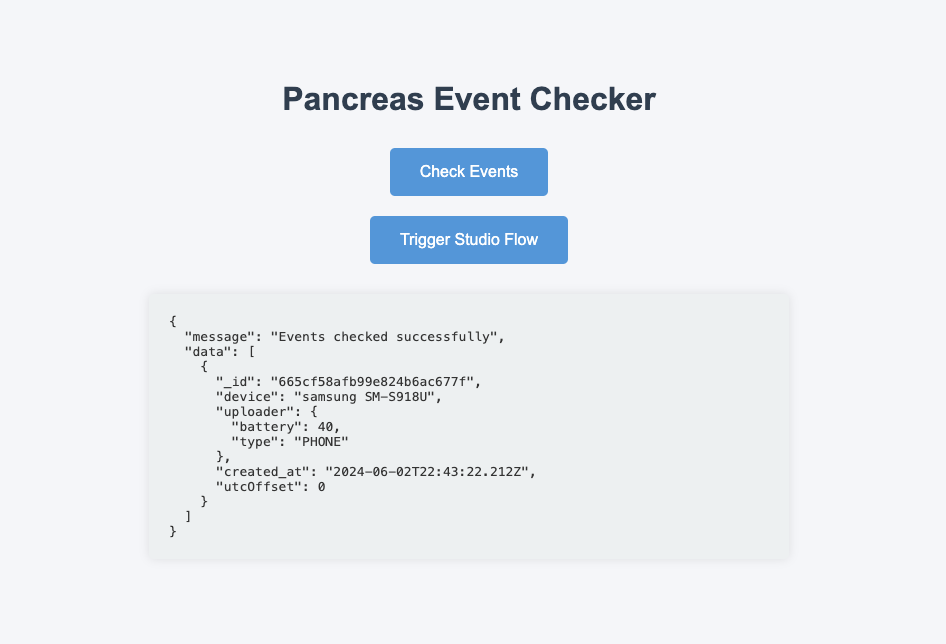 Pancreas Event Checker
Check Events
Trigger Studio Flow
{
  "message": "Events checked successfully",
  "data": [
    {
      "_id": "665cf58afb99e824b6ac677f",
      "device": "samsung SM-S918U",
      "uploader": {
        "battery": 40,
        "type": "PHONE"
      },
      "created_at": "2024-06-02T22:43:22.212Z",
      "utcOffset": 0
    }
  ]
}